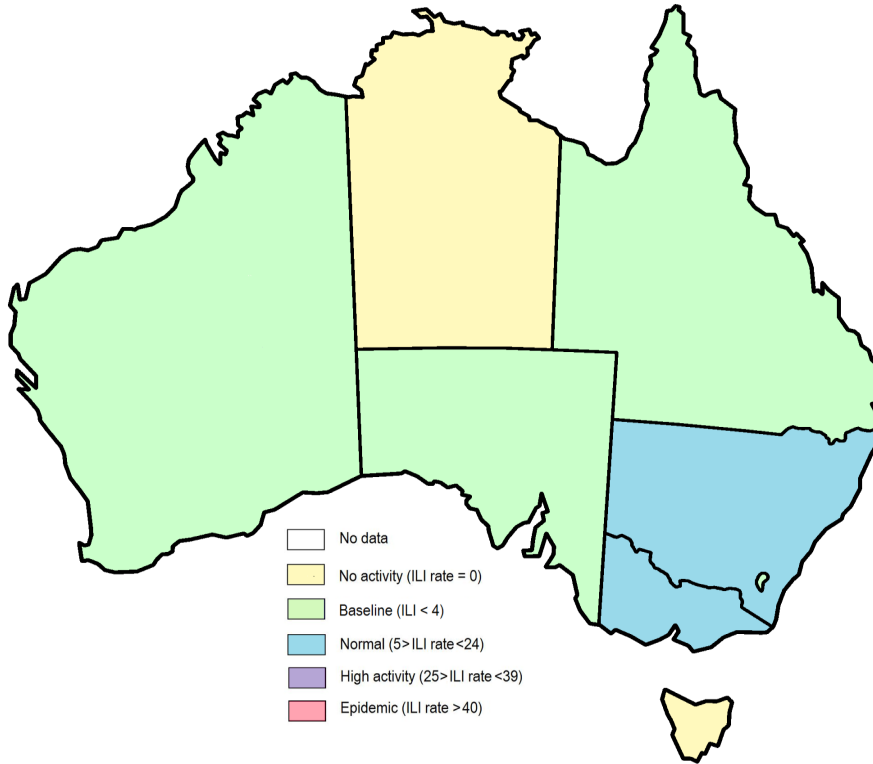 No data
No activity (ILI rate = 0)
Baseline (ILI < 4)
Normal (5> ILI rate <24)
High activity (25> ILI rate <39)
Epidemic (ILI rate >40)